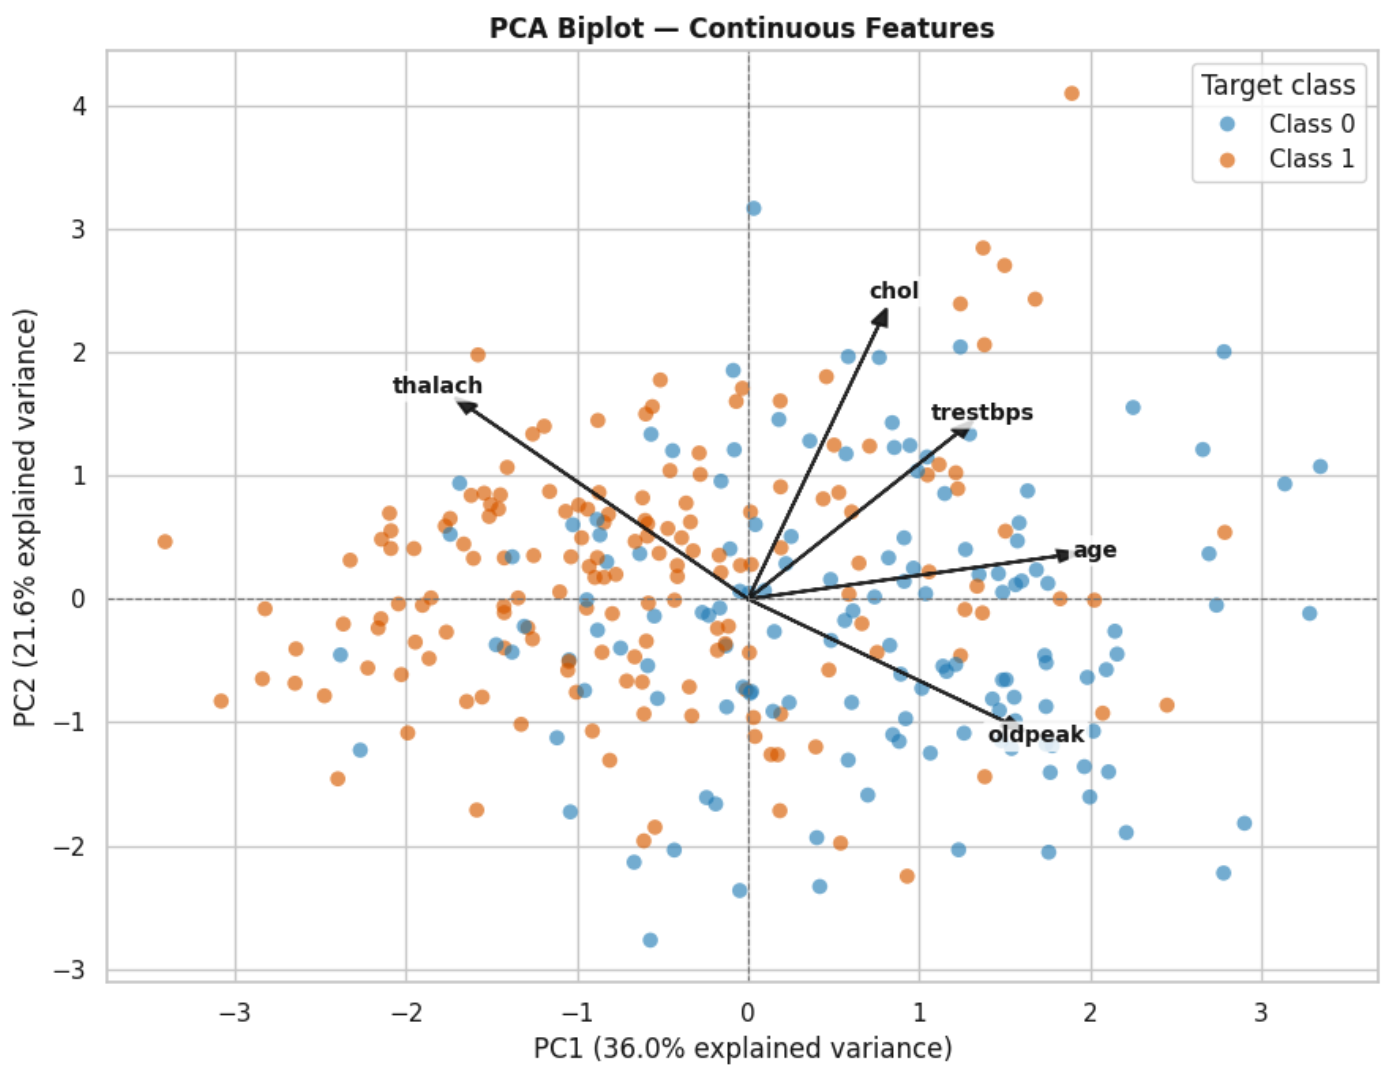 PCA Biplot — Continuous Features
Target class
Class 0
Class 1
PC2 (21.6% explained variance)
4
3
2
1
0
−1
−2
−3
chol
thalach
trestbps
age
oldpeak
−3
−2
−1
0
1
2
3
PC1 (36.0% explained variance)